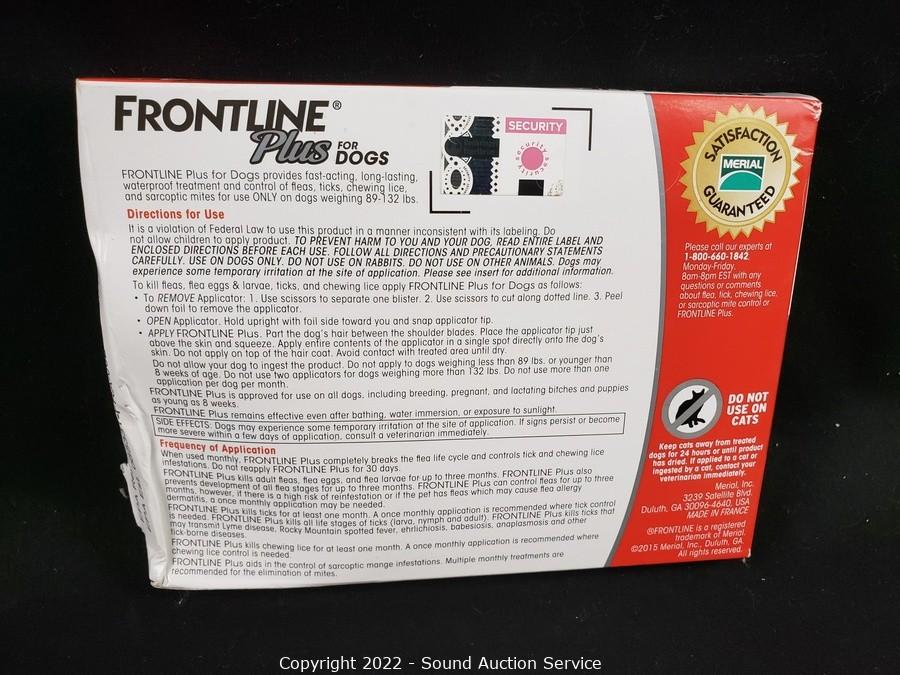 FRONTLINE®
Plus FOR DOGS
SECURITY
security security
FRONTLINE Plus for Dogs provides fast-acting, long-lasting,
waterproof treatment and control of fleas, ticks, chewing lice,
and sarcoptic mites for use ONLY on dogs weighing 89-132 lbs.
Directions for Use
It is a violation of Federal Law to use this product in a manner inconsistent with its labeling. Do
not allow children to apply product. TO PREVENT HARM TO YOU AND YOUR DOG, READ ENTIRE LABEL AND
ENCLOSED DIRECTIONS BEFORE EACH USE. FOLLOW ALL DIRECTIONS AND PRECAUTIONARY STATEMENTS
CAREFULLY. USE ON DOGS ONLY. DO NOT USE ON RABBITS. DO NOT USE ON OTHER ANIMALS. Dogs may
experience some temporary irritation at the site of application. Please see insert for additional information.
To kill fleas, flea eggs & larvae, ticks, and chewing lice apply FRONTLINE Plus for Dogs as follows:
• To REMOVE Applicator: 1. Use scissors to separate one blister. 2. Use scissors to cut along dotted line. 3. Peel
down foil to remove the applicator.
• OPEN Applicator. Hold upright with foil side toward you and snap applicator tip.
• APPLY FRONTLINE Plus. Part the dog's hair between the shoulder blades. Place the applicator tip just
above the skin and squeeze. Apply entire contents of the applicator in a single spot directly onto the dog's
skin. Do not apply on top of the hair coat. Avoid contact with treated area until dry.
Do not allow your dog to ingest the product. Do not apply to dogs weighing less than 89 lbs. or younger than
8 weeks of age. Do not use two applicators for dogs weighing more than 132 lbs. Do not use more than one
application per dog per month.
FRONTLINE Plus is approved for use on all dogs, including breeding, pregnant, and lactating bitches and puppies
as young as 8 weeks.
FRONTLINE Plus remains effective even after bathing, water immersion, or exposure to sunlight.
SIDE EFFECTS: Dogs may experience some temporary irritation at the site of application. If signs persist or become
more severe within a few days of application, consult a veterinarian immediately.
Frequency of Application
When used monthly, FRONTLINE Plus completely breaks the flea life cycle and controls tick and chewing lice
infestations. Do not reapply FRONTLINE Plus for 30 days.
FRONTLINE Plus kills adult fleas, flea eggs, and flea larvae for up to three months. FRONTLINE Plus also
prevents development of all flea stages for up to three months. FRONTLINE Plus can control fleas for up to three
months, however, if there is a high risk of reinfestation or if the pet has fleas which may cause flea allergy
dermatitis, a once monthly application may be needed.
FRONTLINE Plus kills ticks for at least one month. A once monthly application is recommended where tick control
is needed. FRONTLINE Plus kills all life stages of ticks (larva, nymph and adult). FRONTLINE Plus kills ticks that
may transmit Lyme disease, Rocky Mountain spotted fever, ehrlichiosis, babesiosis, anaplasmosis and other
tick-borne diseases.
FRONTLINE Plus kills chewing lice for at least one month. A once monthly application is recommended where
chewing lice control is needed.
FRONTLINE Plus aids in the control of sarcoptic mange infestations. Multiple monthly treatments are
recommended for the elimination of mites.
SATISFACTION
MERIAL
GUARANTEED
Please call our experts at
1-800-660-1842
Monday-Friday,
8am-8pm EST with any
questions or comments
about flea, tick, chewing lice,
or sarcoptic mite control or
FRONTLINE Plus.
DO NOT
USE ON
CATS
Keep cats away from treated
dogs for 24 hours or until product
has dried. If applied to a cat or
ingested by a cat, contact your
veterinarian immediately.
Merial, Inc.
3239 Satellite Blvd.
Duluth, GA 30096-4640, USA
MADE IN FRANCE
®FRONTLINE is a registered
trademark of Merial.
©2015 Merial, Inc., Duluth, GA.
All rights reserved.
Copyright 2022 - Sound Auction Service